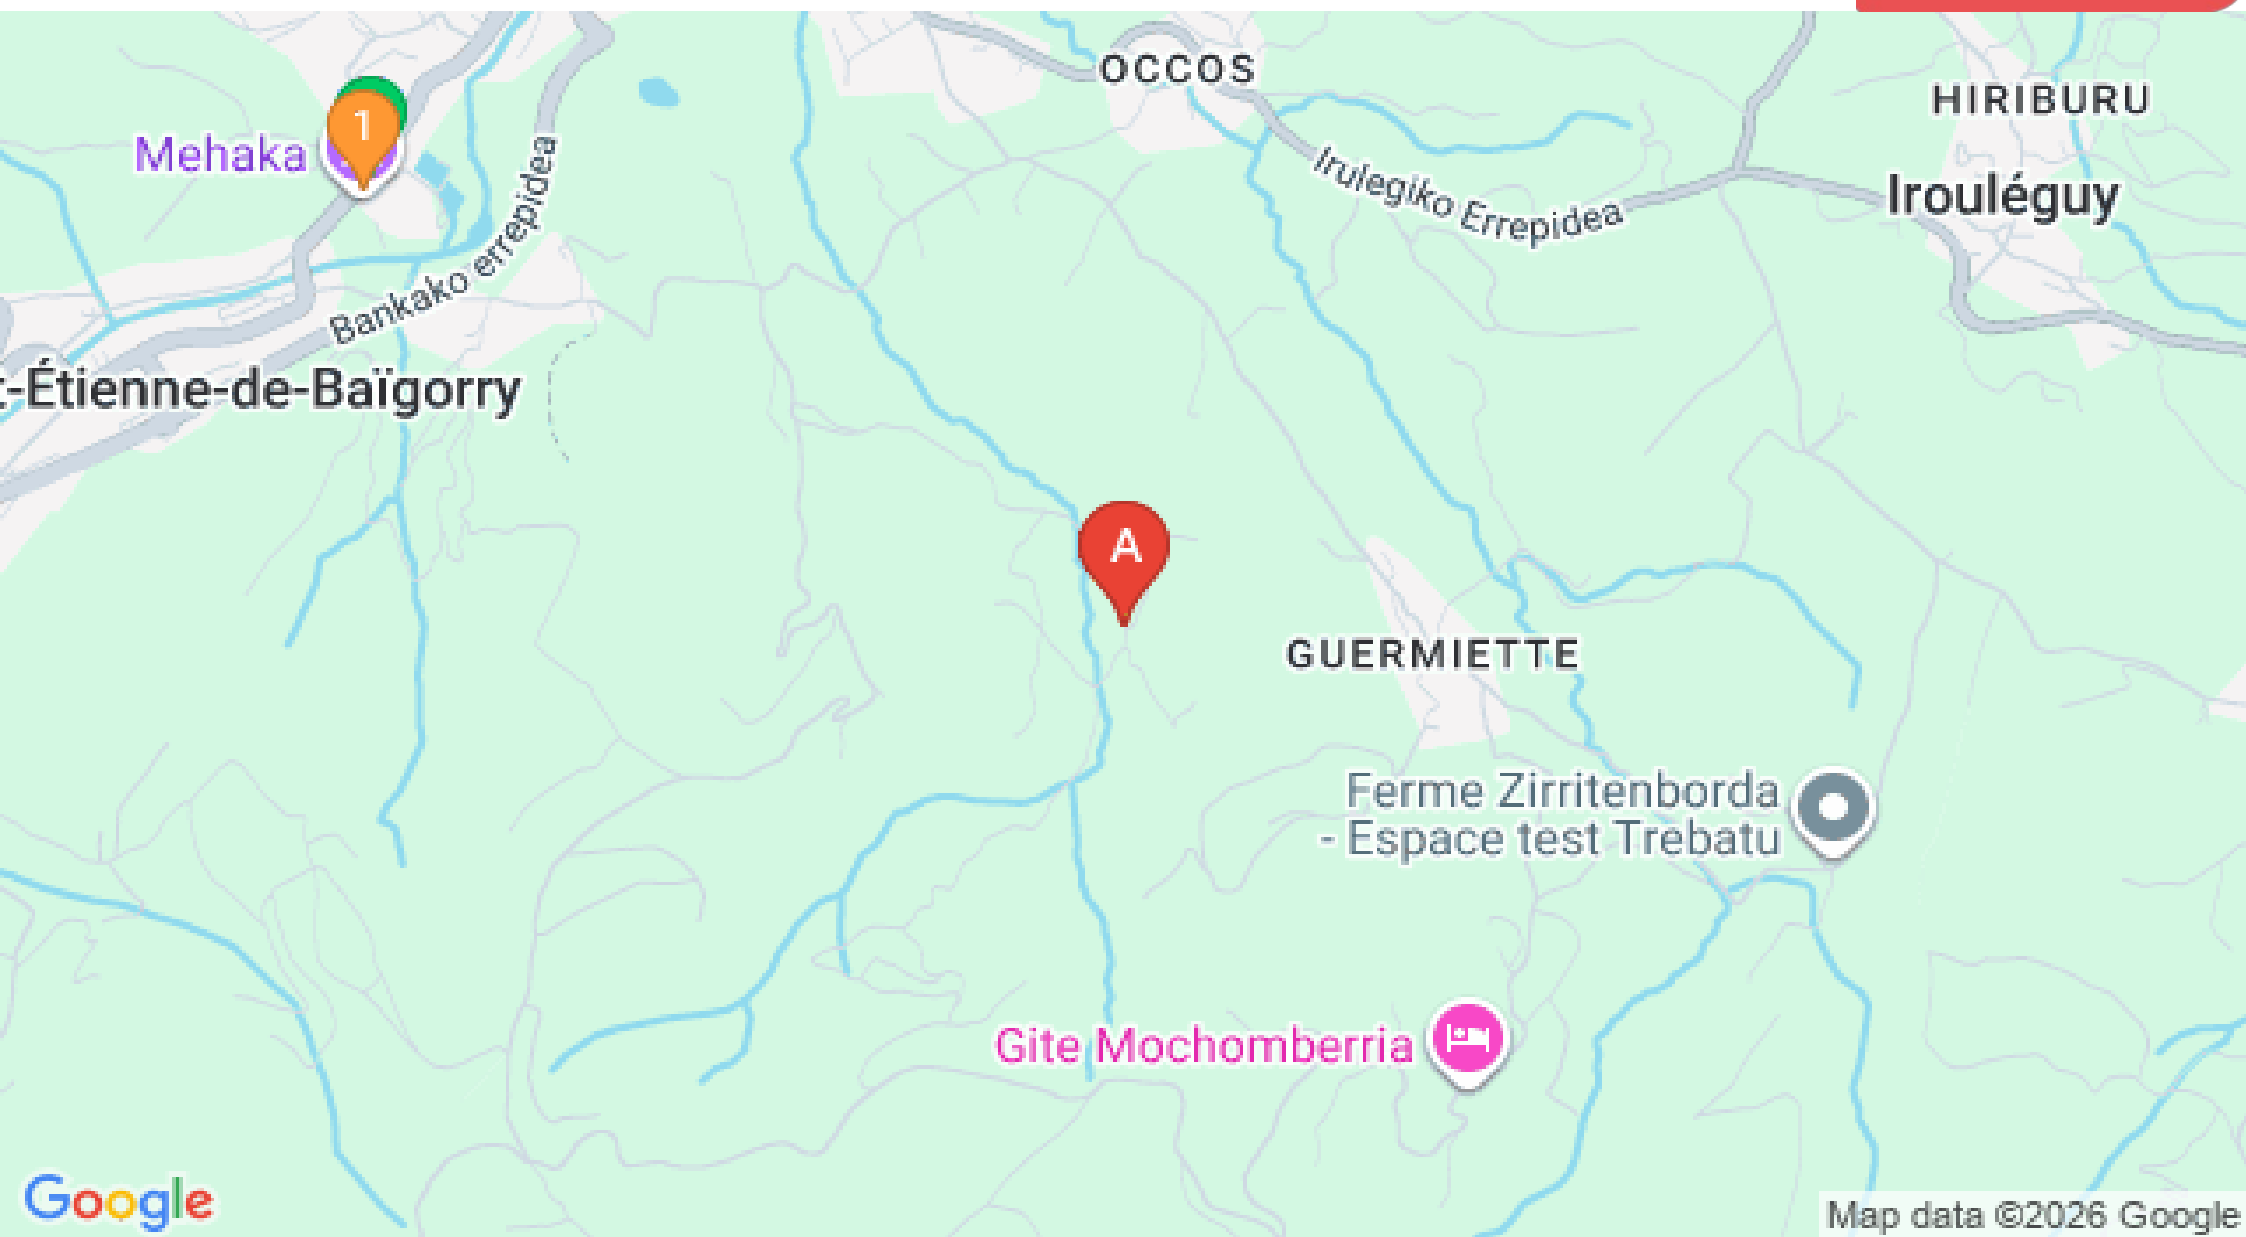 OCCOS
HIRIBURU
1
Mehaka
Irulegiko Errepidea
Irouléguy
Bankako errepidea
t-Étienne-de-Baïgorry
A
GUERMIETTE
Ferme Zirritenborda
- Espace test Trebatu
Gite Mochomberria
Google
Map data ©2026 Google